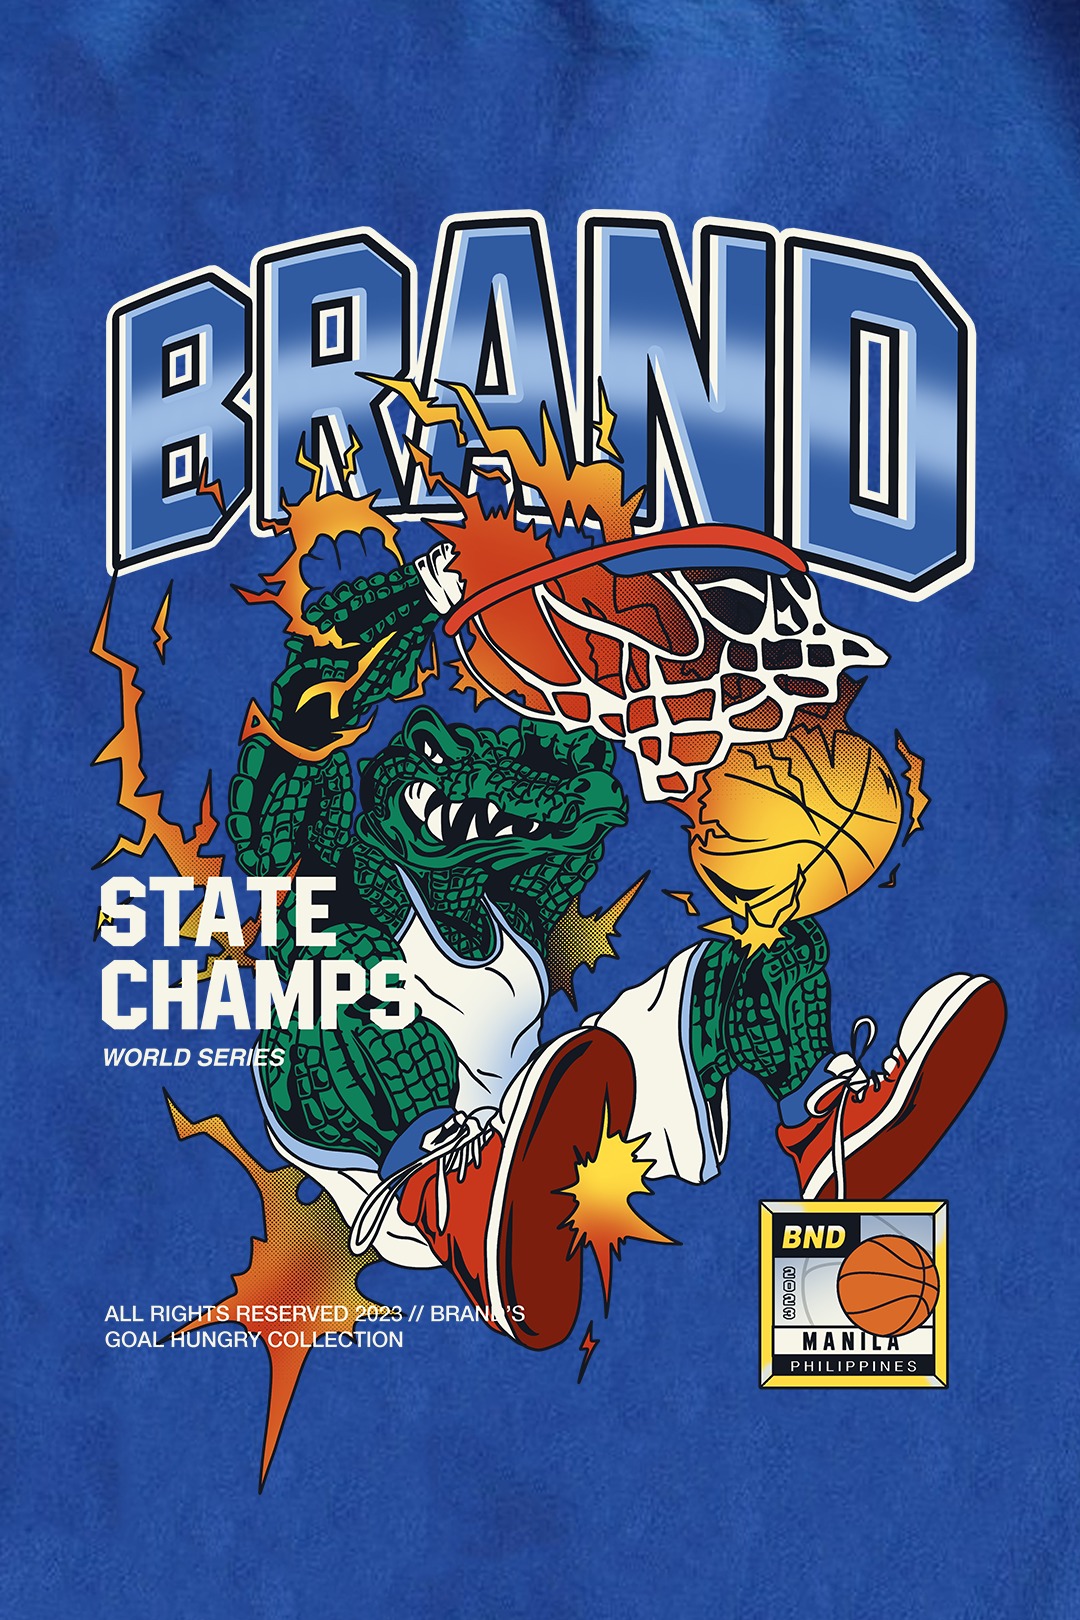 BRAND
STATE
CHAMPS
WORLD SERIES
ALL RIGHTS RESERVED 2023 // BRAND'S
GOAL HUNGRY COLLECTION
BND
2023
MANILA
PHILIPPINES